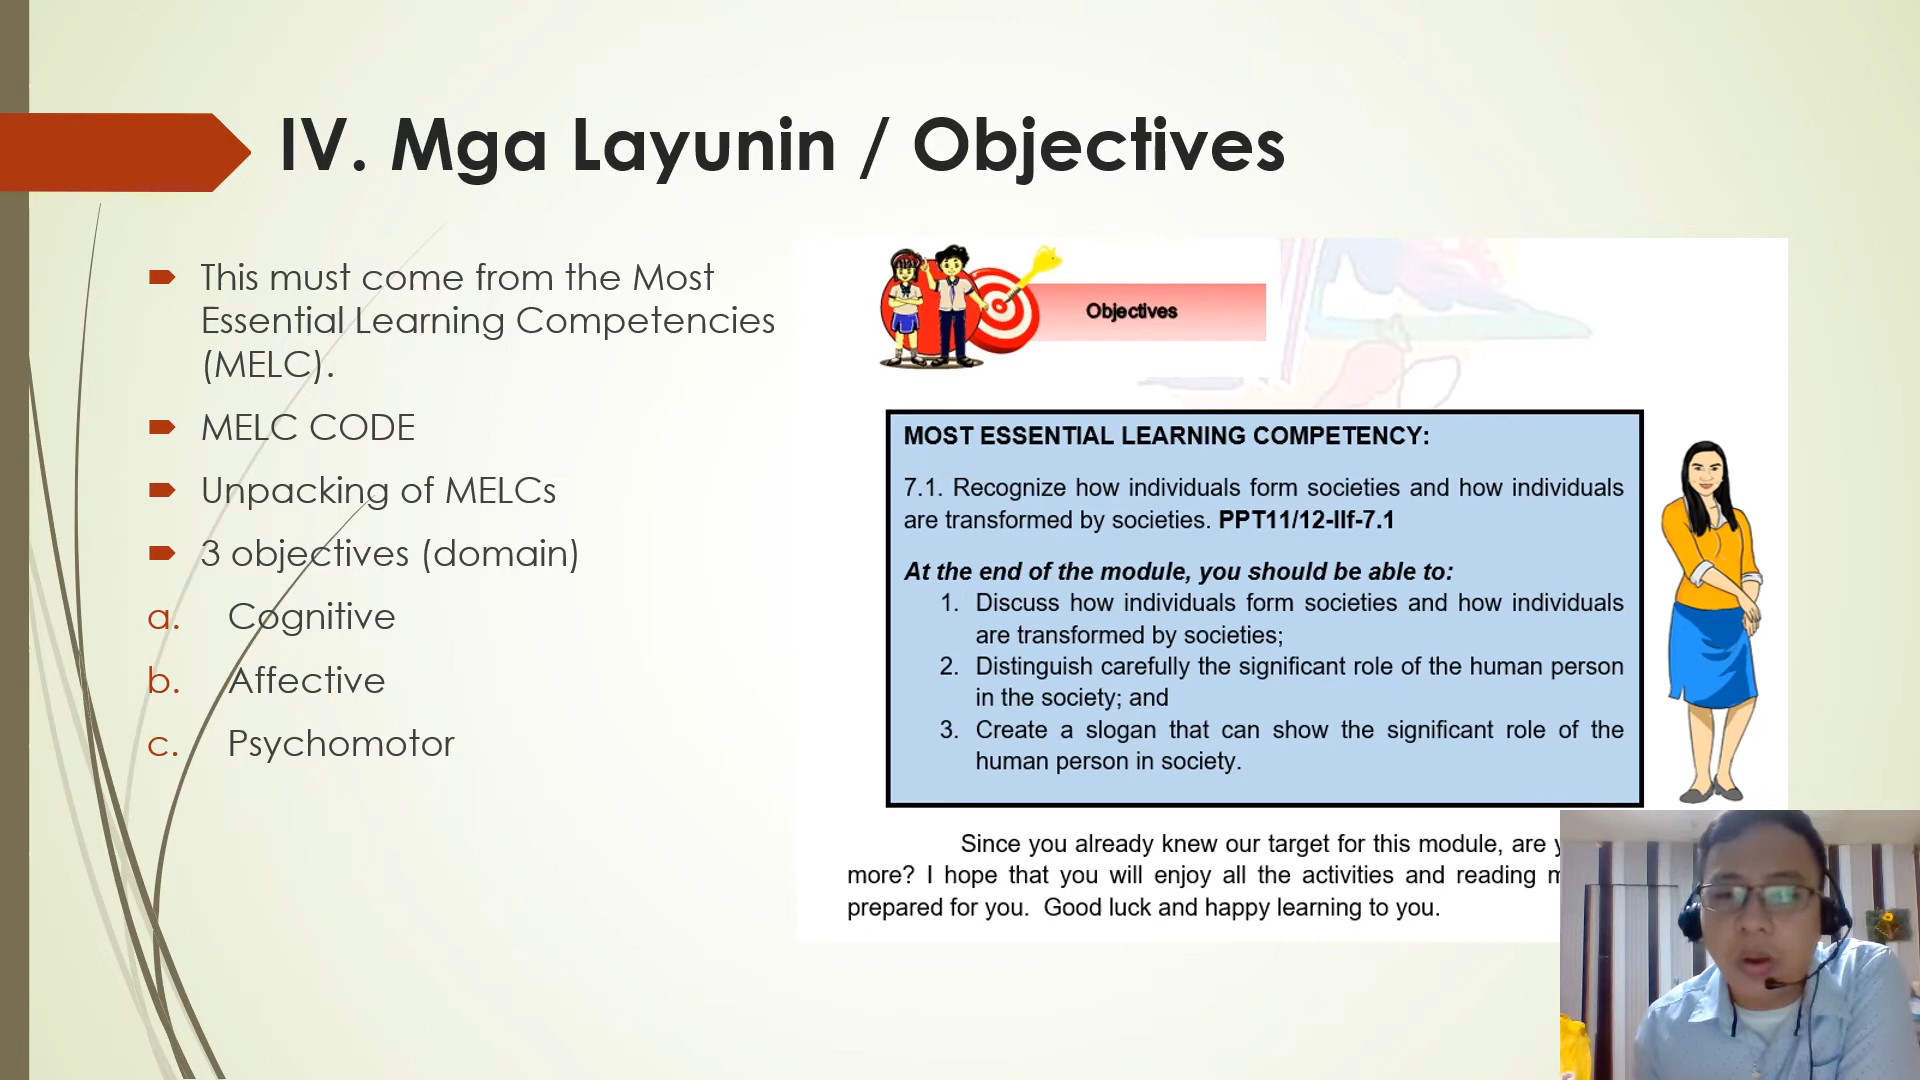 IV. Mga Layunin / Objectives
This must come from the Most
Essential Learning Competencies
(MELC).
MELC CODE
Unpacking of MELCs
3 objectives (domain)
a. Cognitive
b. Affective
c. Psychomotor
Objectives
MOST ESSENTIAL LEARNING COMPETENCY:
7.1. Recognize how individuals form societies and how individuals
are transformed by societies. PPT11/12-IIf-7.1
At the end of the module, you should be able to:
1. Discuss how individuals form societies and how individuals
are transformed by societies;
2. Distinguish carefully the significant role of the human person
in the society; and
3. Create a slogan that can show the significant role of the
human person in society.
Since you already knew our target for this module, are
more? I hope that you will enjoy all the activities and reading
prepared for you. Good luck and happy learning to you.